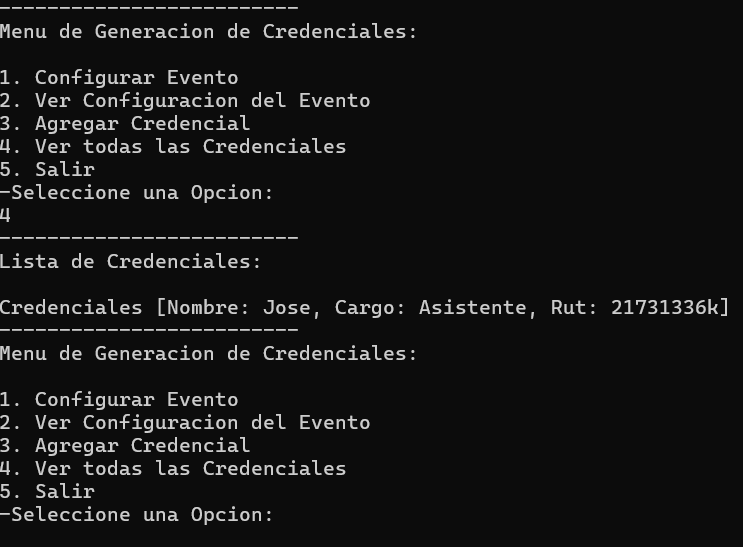 -------------------------
Menu de Generacion de Credenciales:
1. Configurar Evento
2. Ver Configuracion del Evento
3. Agregar Credencial
4. Ver todas las Credenciales
5. Salir
-Seleccione una Opcion:
4
-------------------------
Lista de Credenciales:
Credenciales [Nombre: Jose, Cargo: Asistente, Rut: 21731336k]
-------------------------
Menu de Generacion de Credenciales:
1. Configurar Evento
2. Ver Configuracion del Evento
3. Agregar Credencial
4. Ver todas las Credenciales
5. Salir
-Seleccione una Opcion: